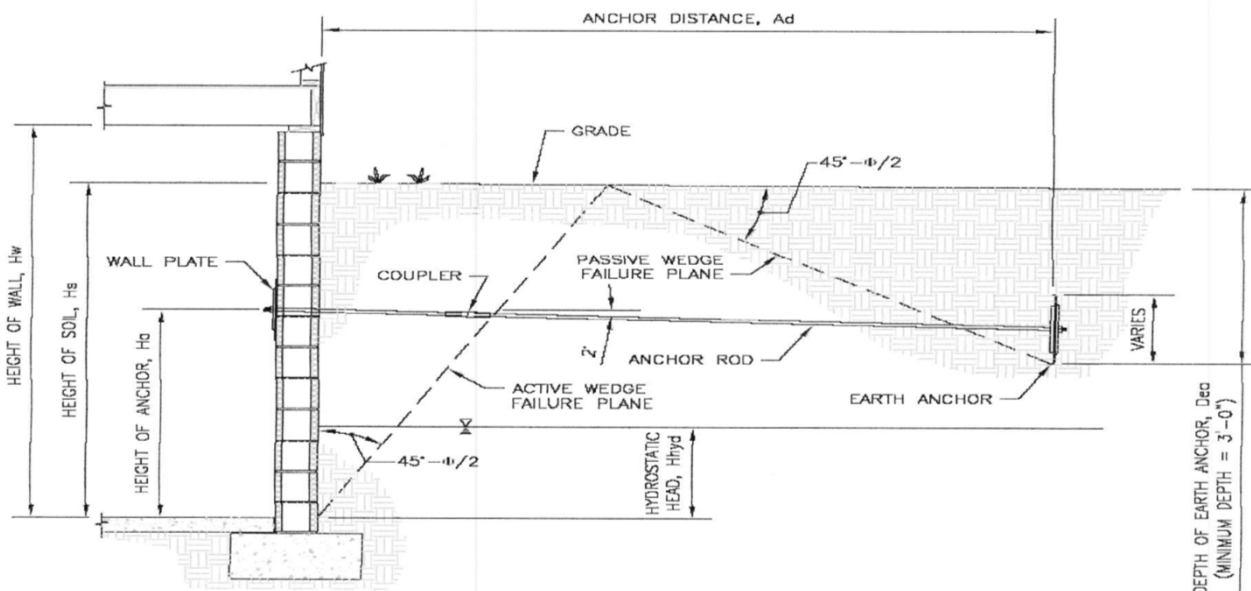 ANCHOR DISTANCE, Ad
GRADE
45°-Φ/2
WALL PLATE
COUPLER
PASSIVE WEDGE
FAILURE PLANE
2'
ANCHOR ROD
VARIES
ACTIVE WEDGE
FAILURE PLANE
EARTH ANCHOR
45°-Φ/2
HEIGHT OF WALL, Hw
HEIGHT OF SOIL, Hs
HEIGHT OF ANCHOR, Ha
HYDROSTATIC
HEAD, Hhyd
DEPTH OF EARTH ANCHOR, Dea
(MINIMUM DEPTH = 3'-0")